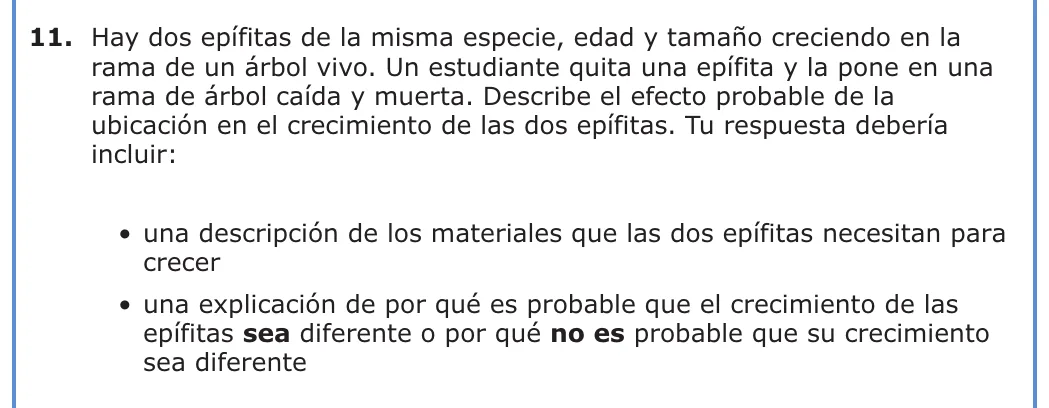 11. Hay dos epífitas de la misma especie, edad y tamaño creciendo en la
rama de un árbol vivo. Un estudiante quita una epífita y la pone en una
rama de árbol caída y muerta. Describe el efecto probable de la
ubicación en el crecimiento de las dos epífitas. Tu respuesta debería
incluir:
• una descripción de los materiales que las dos epífitas necesitan para
crecer
• una explicación de por qué es probable que el crecimiento de las
epífitas sea diferente o por qué no es probable que su crecimiento
sea diferente